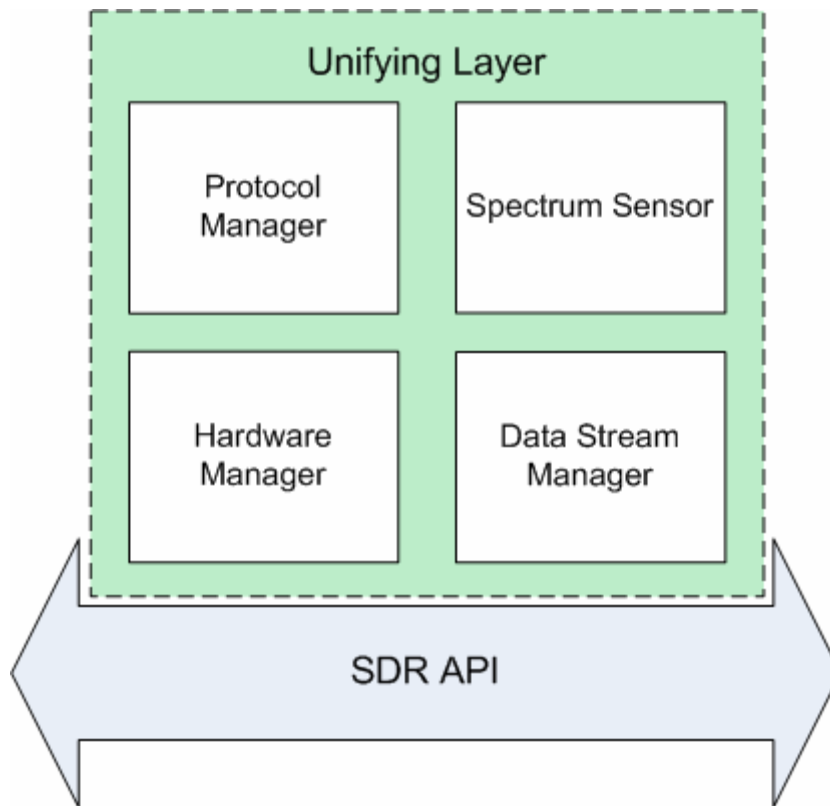 Unifying Layer
Protocol
Manager
Spectrum Sensor
Hardware
Manager
Data Stream
Manager
SDR API